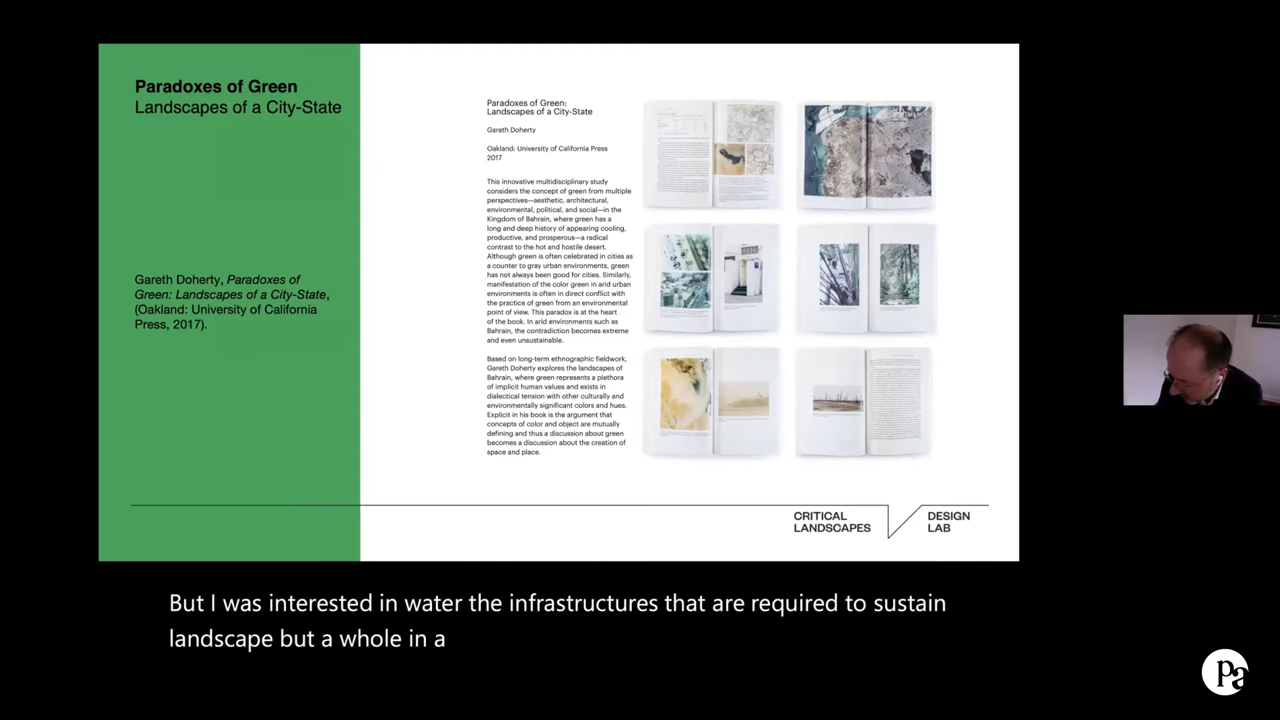 Paradoxes of Green
Landscapes of a City-State
Gareth Doherty, Paradoxes of
Green: Landscapes of a City-State,
(Oakland: University of California
Press, 2017).
Paradoxes of Green:
Landscapes of a City-State
Gareth Doherty
Oakland: University of California Press
2017
This innovative multidisciplinary study
considers the concept of green from multiple
perspectives—aesthetic, architectural,
environmental, political, and social—in the
Kingdom of Bahrain, where green has a
long and deep history of appearing cooling,
productive, and prosperous—a radical
contrast to the hot and hostile desert.
Although green is often celebrated in cities as
a counter to gray urban environments, green
has not always been good for cities. Similarly,
manifestation of the color green in arid urban
environments is often in direct conflict with
the practice of green from an environmental
point of view. This paradox is at the heart
of the book. In arid environments such as
Bahrain, the contradiction becomes extreme
and even unsustainable.
Based on long-term ethnographic fieldwork,
Gareth Doherty explores the landscapes of
Bahrain, where green represents a plethora
of implicit human values and exists in
dialectical tension with other culturally and
environmentally significant colors and hues.
Explicit in his book is the argument that
concepts of color and object are mutually
defining and thus a discussion about green
becomes a discussion about the creation of
space and place.
CRITICAL
LANDSCAPES
DESIGN
LAB
But I was interested in water the infrastructures that are required to sustain
landscape but a whole in a
Pa